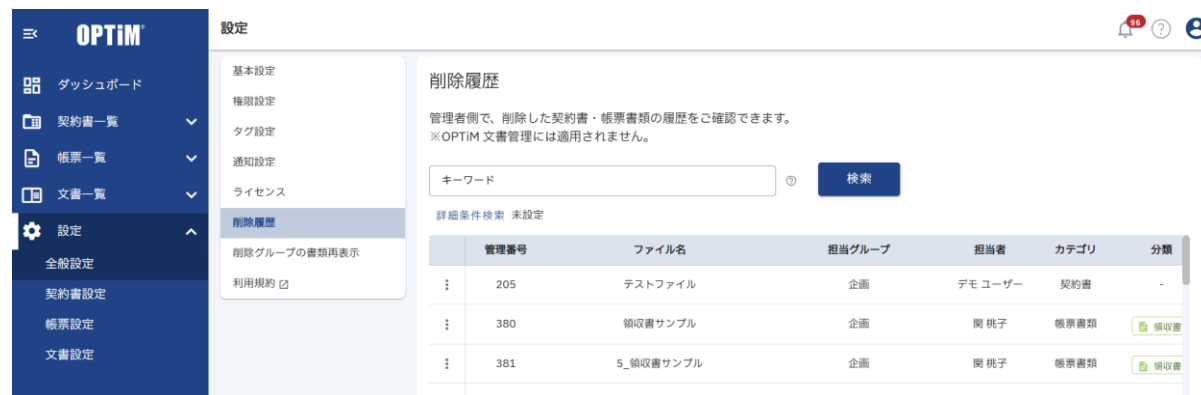 OPTiM
設定
96
ダッシュボード
契約書一覧
帳票一覧
文書一覧
設定
全般設定
契約書設定
帳票設定
文書設定
基本設定
権限設定
タグ設定
通知設定
ライセンス
削除履歴
削除グループの書類再表示
利用規約
削除履歴
管理者側で、削除した契約書・帳票書類の履歴をご確認できます。
※OPTiM 文書管理には適用されません。
キーワード
検索
詳細条件検索 未設定
管理番号 ファイル名 担当グループ 担当者 カテゴリ 分類
205 テストファイル 企画 デモ ユーザー 契約書 -
380 領収書サンプル 企画 関 桃子 帳票書類 領収書
381 5_領収書サンプル 企画 関 桃子 帳票書類 領収書